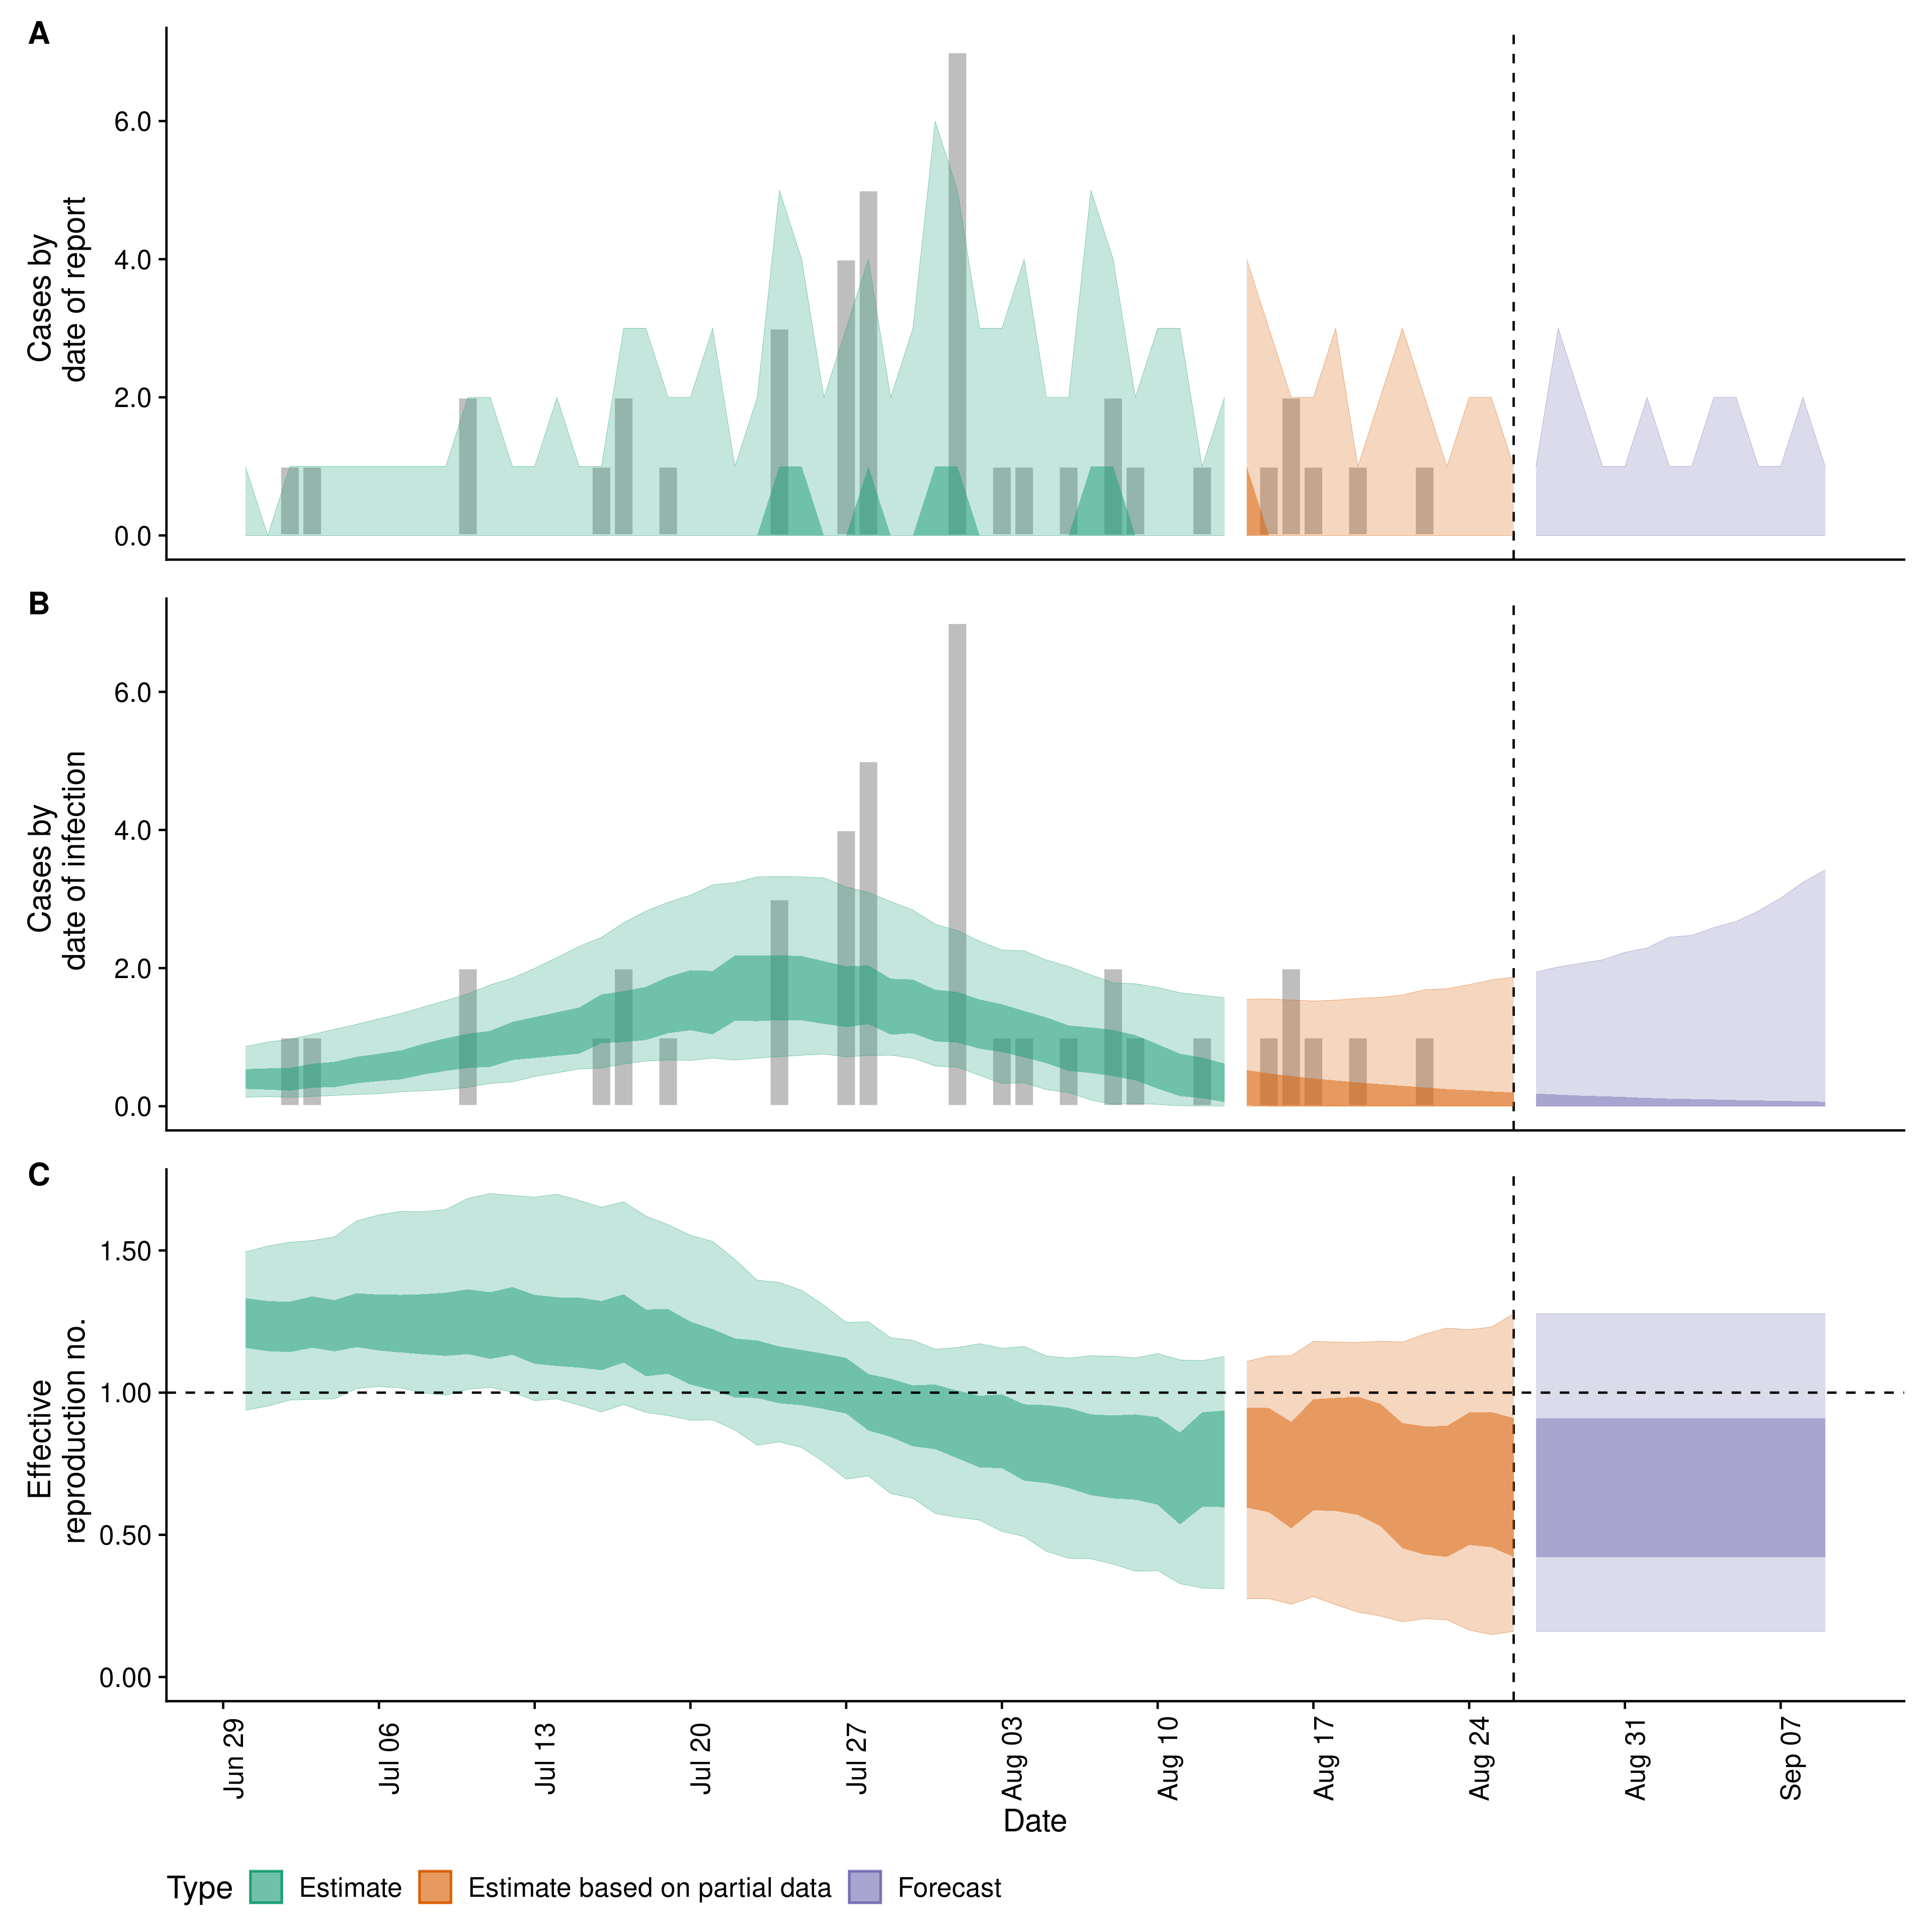 A
Cases by
date of report
6.0
4.0
2.0
0.0
B
Cases by
date of infection
6.0
4.0
2.0
0.0
C
Effective
reproduction no.
1.50
1.00
0.50
0.00
Jun 29
Jul 06
Jul 13
Jul 20
Jul 27
Aug 03
Aug 10
Aug 17
Aug 24
Aug 31
Sep 07
Date
Type Estimate Estimate based on partial data Forecast